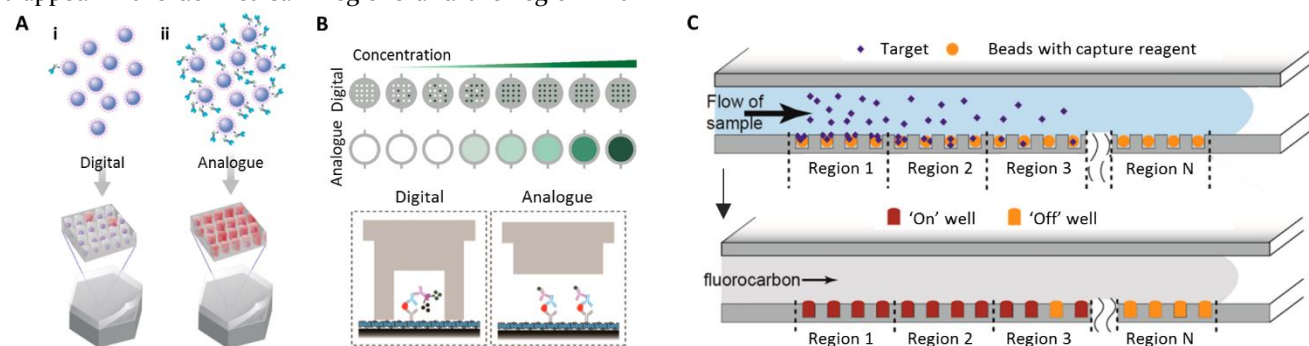 A
i
ii
Digital
Analogue
B
Concentration
Digital
Analogue
Digital
Analogue
C
Target
Beads with capture reagent
Flow of
sample
Region 1
Region 2
Region 3
Region N
'On' well
'Off' well
fluorocarbon
Region 1
Region 2
Region 3
Region N